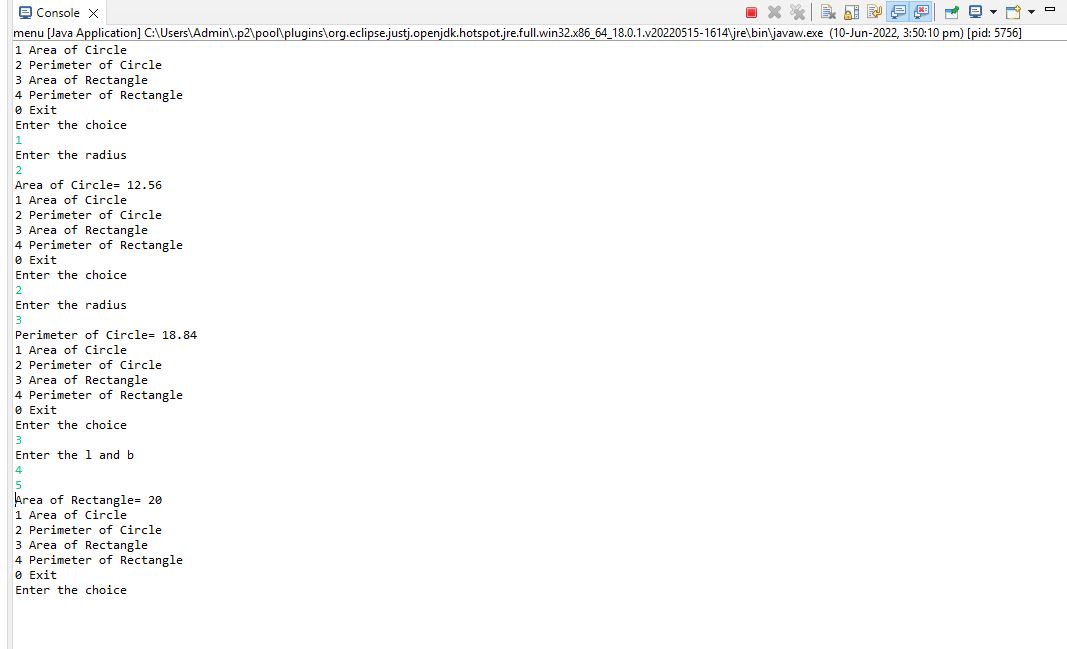 Console
menu [Java Application] C:\Users\Admin\.p2\pool\plugins\org.eclipse.justj.openjdk.hotspot.jre.full.win32.x86_64_18.0.1.v20220515-1614\jre\bin\javaw.exe (10-Jun-2022, 3:50:10 pm) [pid: 5756]
1 Area of Circle
2 Perimeter of Circle
3 Area of Rectangle
4 Perimeter of Rectangle
0 Exit
Enter the choice
1
Enter the radius
2
Area of Circle= 12.56
1 Area of Circle
2 Perimeter of Circle
3 Area of Rectangle
4 Perimeter of Rectangle
0 Exit
Enter the choice
2
Enter the radius
3
Perimeter of Circle= 18.84
1 Area of Circle
2 Perimeter of Circle
3 Area of Rectangle
4 Perimeter of Rectangle
0 Exit
Enter the choice
3
Enter the l and b
4
5
Area of Rectangle= 20
1 Area of Circle
2 Perimeter of Circle
3 Area of Rectangle
4 Perimeter of Rectangle
0 Exit
Enter the choice